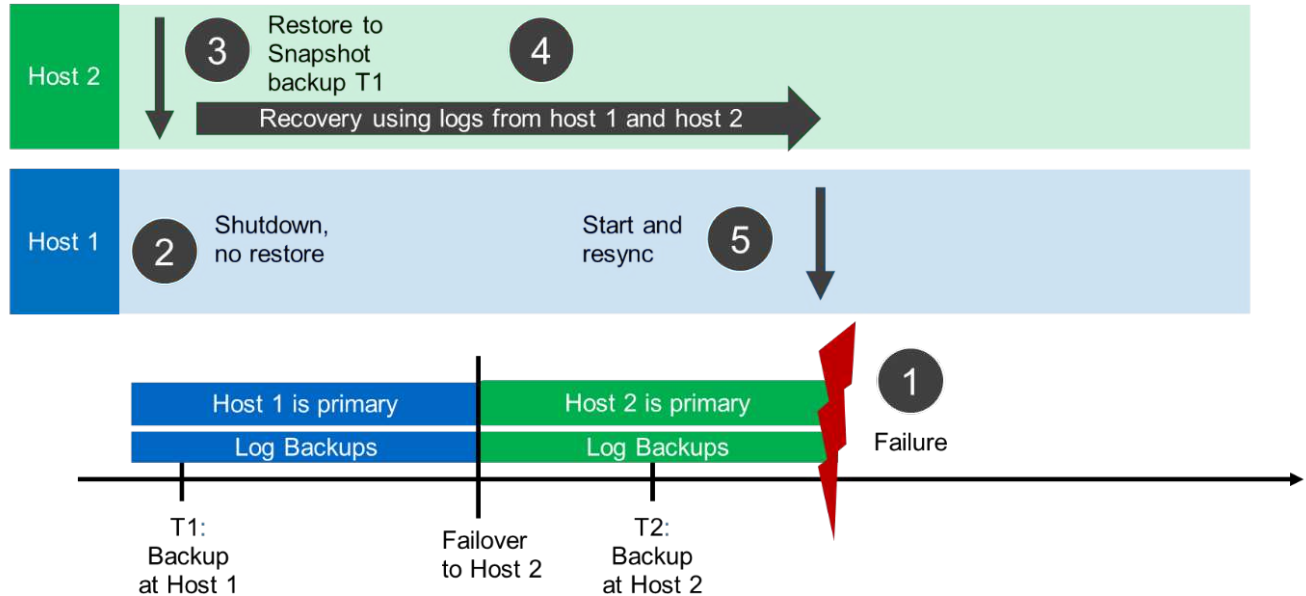 Host 2
3
Restore to
Snapshot
backup T1
4
Recovery using logs from host 1 and host 2
Host 1
2
Shutdown,
no restore
Start and
resync
5
1
Failure
Host 1 is primary
Host 2 is primary
Log Backups
Log Backups
T1:
Backup
at Host 1
Failover
to Host 2
T2:
Backup
at Host 2